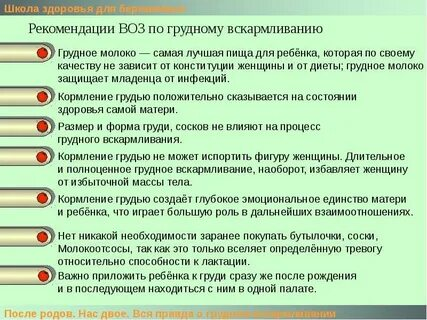 Школа здоровья для беременных
Рекомендации ВОЗ по грудному вскармливанию
Грудное молоко — самая лучшая пища для ребёнка, которая по своему
качеству не зависит от конституции женщины и от диеты; грудное молоко
защищает младенца от инфекций.
Кормление грудью положительно сказывается на состоянии
здоровья самой матери.
Размер и форма груди, сосков не влияют на процесс
грудного вскармливания.
Кормление грудью не может испортить фигуру женщины. Длительное
и полноценное грудное вскармливание, наоборот, избавляет женщину
от избыточной массы тела.
Кормление грудью создаёт глубокое эмоциональное единство матери
и ребёнка, что играет большую роль в дальнейших взаимоотношениях.
Нет никакой необходимости заранее покупать бутылочки, соски,
Молокоотсосы, так как это только вселяет определённую тревогу
относительно способности к лактации.
Важно приложить ребёнка к груди сразу же после рождения
и в последующем находиться с ним в одной палате.
После родов. Нас двое. Вся правда о грудном вскармливании